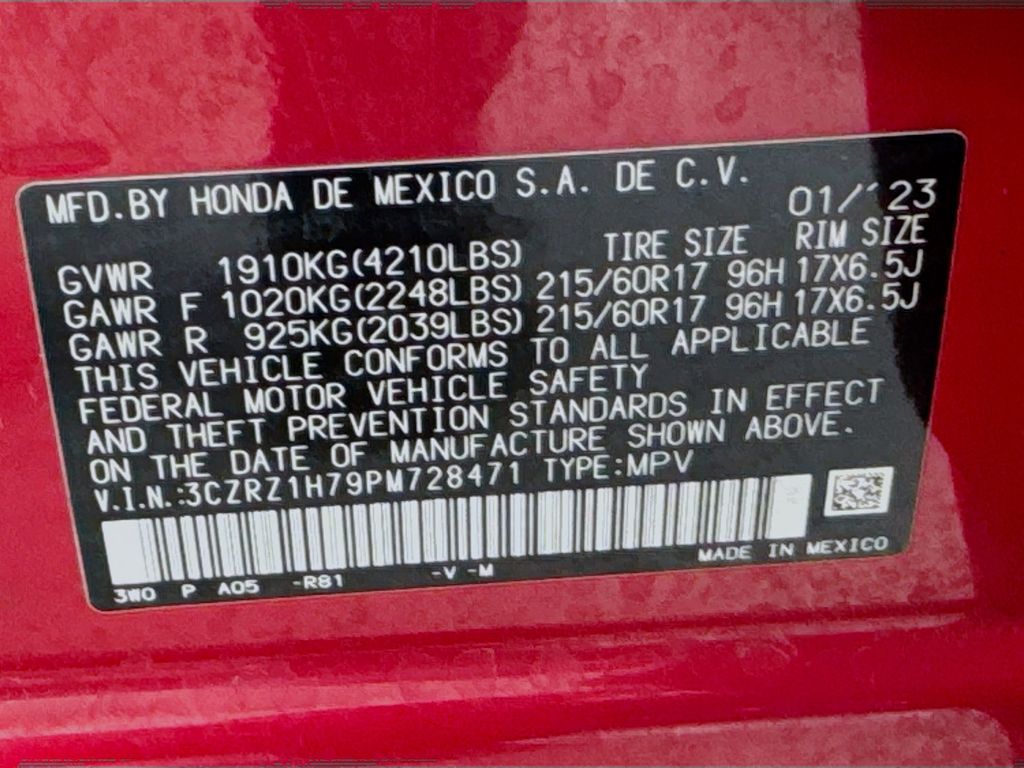 MFD.BY HONDA DE MEXICO S.A. DE C.V.
01/'23
TIRE SIZE RIM SIZE
GVWR 1910KG(4210LBS)
GAWR F 1020KG(2248LBS) 215/60R17 96H 17X6.5J
GAWR R 925KG(2039LBS) 215/60R17 96H 17X6.5J
THIS VEHICLE CONFORMS TO ALL APPLICABLE
FEDERAL MOTOR VEHICLE SAFETY
AND THEFT PREVENTION STANDARDS IN EFFECT
ON THE DATE OF MANUFACTURE SHOWN ABOVE.
V.I.N.:3CZRZ1H79PM728471 TYPE:MPV
MADE IN MEXICO
3W0 P A05 -R81 -V -M